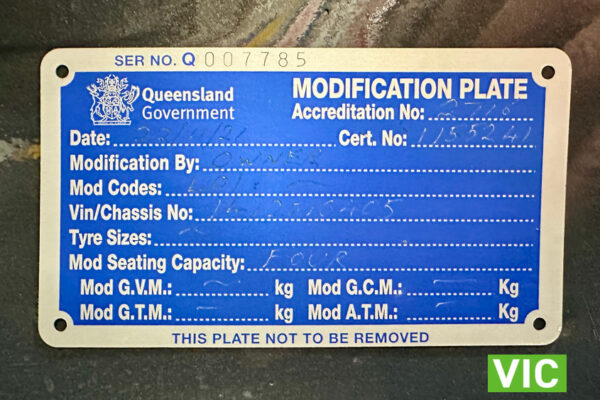 SER NO. Q 007785
Queensland Government
MODIFICATION PLATE
Accreditation No:
Date: Cert. No: 1155241
Modification By: OWNER
Mod Codes:
Vin/Chassis No:
Tyre Sizes:
Mod Seating Capacity: FOUR
Mod G.V.M.: ~ kg Mod G.C.M.: ~ Kg
Mod G.T.M.: ~ kg Mod A.T.M.: ~ Kg
THIS PLATE NOT TO BE REMOVED
VIC